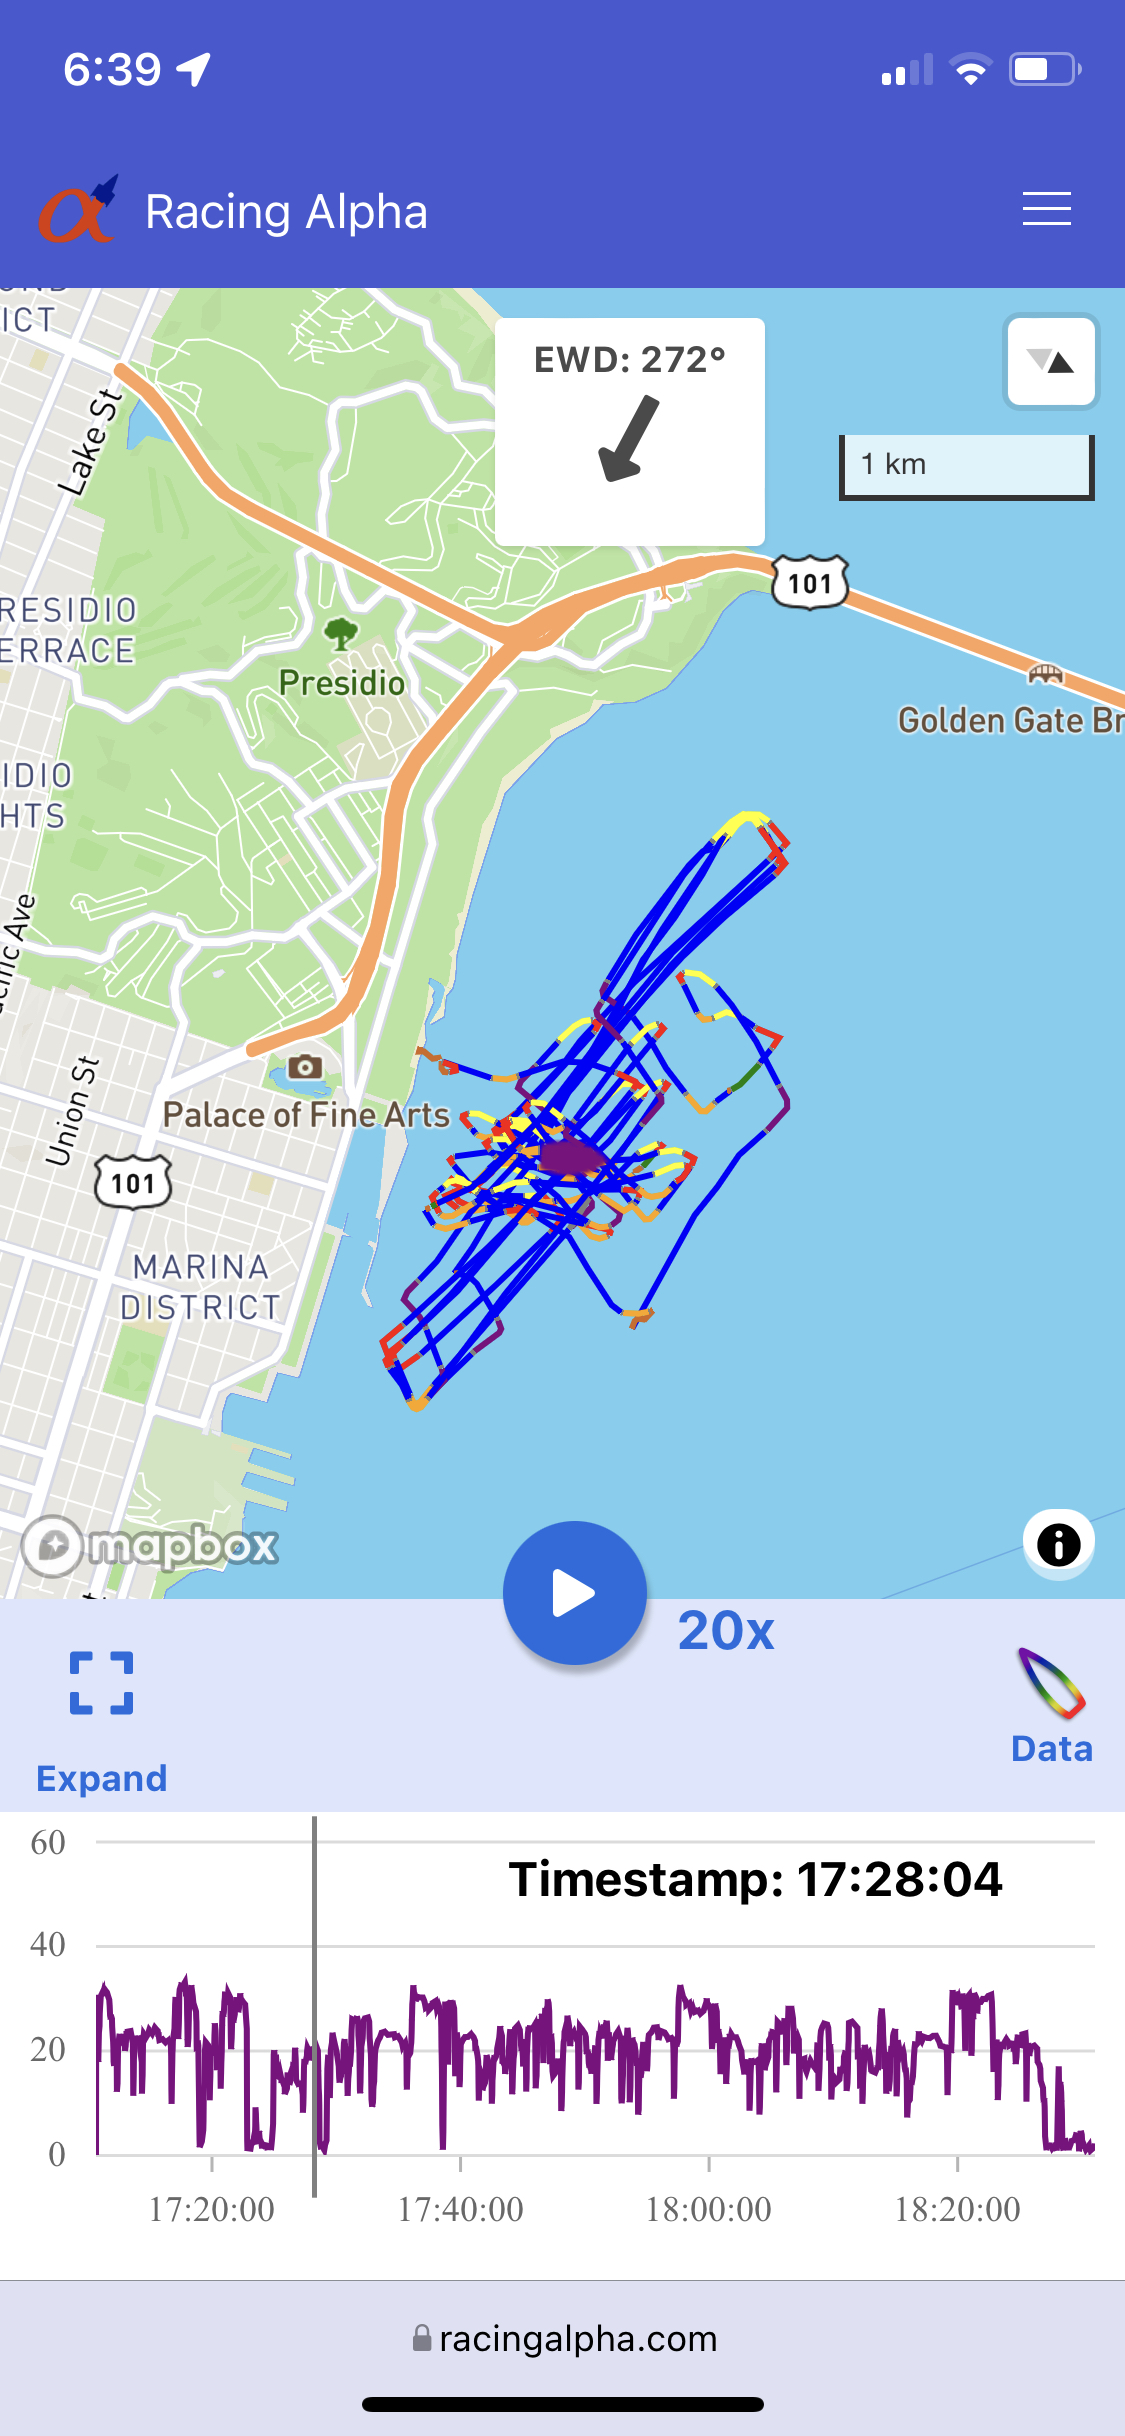 6:39
Racing Alpha
ICT
EWD: 272°
1 km
Lake St
101
RESIDIO
ERRACE
Presidio
Golden Gate Br
IDIO
HTS
Ave
Union St
Palace of Fine Arts
101
MARINA
DISTRICT
mapbox
20x
Expand
Data
60
Timestamp: 17:28:04
40
20
0
17:20:00
17:40:00
18:00:00
18:20:00
racingalpha.com